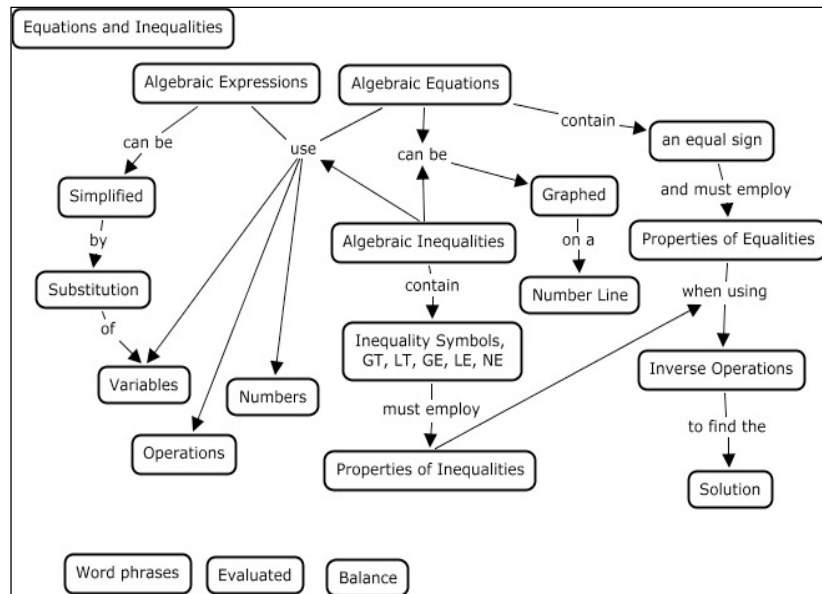 Equations and Inequalities
Algebraic Expressions
Algebraic Equations
contain
can be
use
can be
an equal sign
Simplified
Graphed
and must employ
by
Algebraic Inequalities
on a
Properties of Equalities
Substitution
contain
Number Line
when using
of
Inequality Symbols,
GT, LT, GE, LE, NE
Variables
Numbers
Inverse Operations
must employ
to find the
Operations
Properties of Inequalities
Solution
Word phrases
Evaluated
Balance